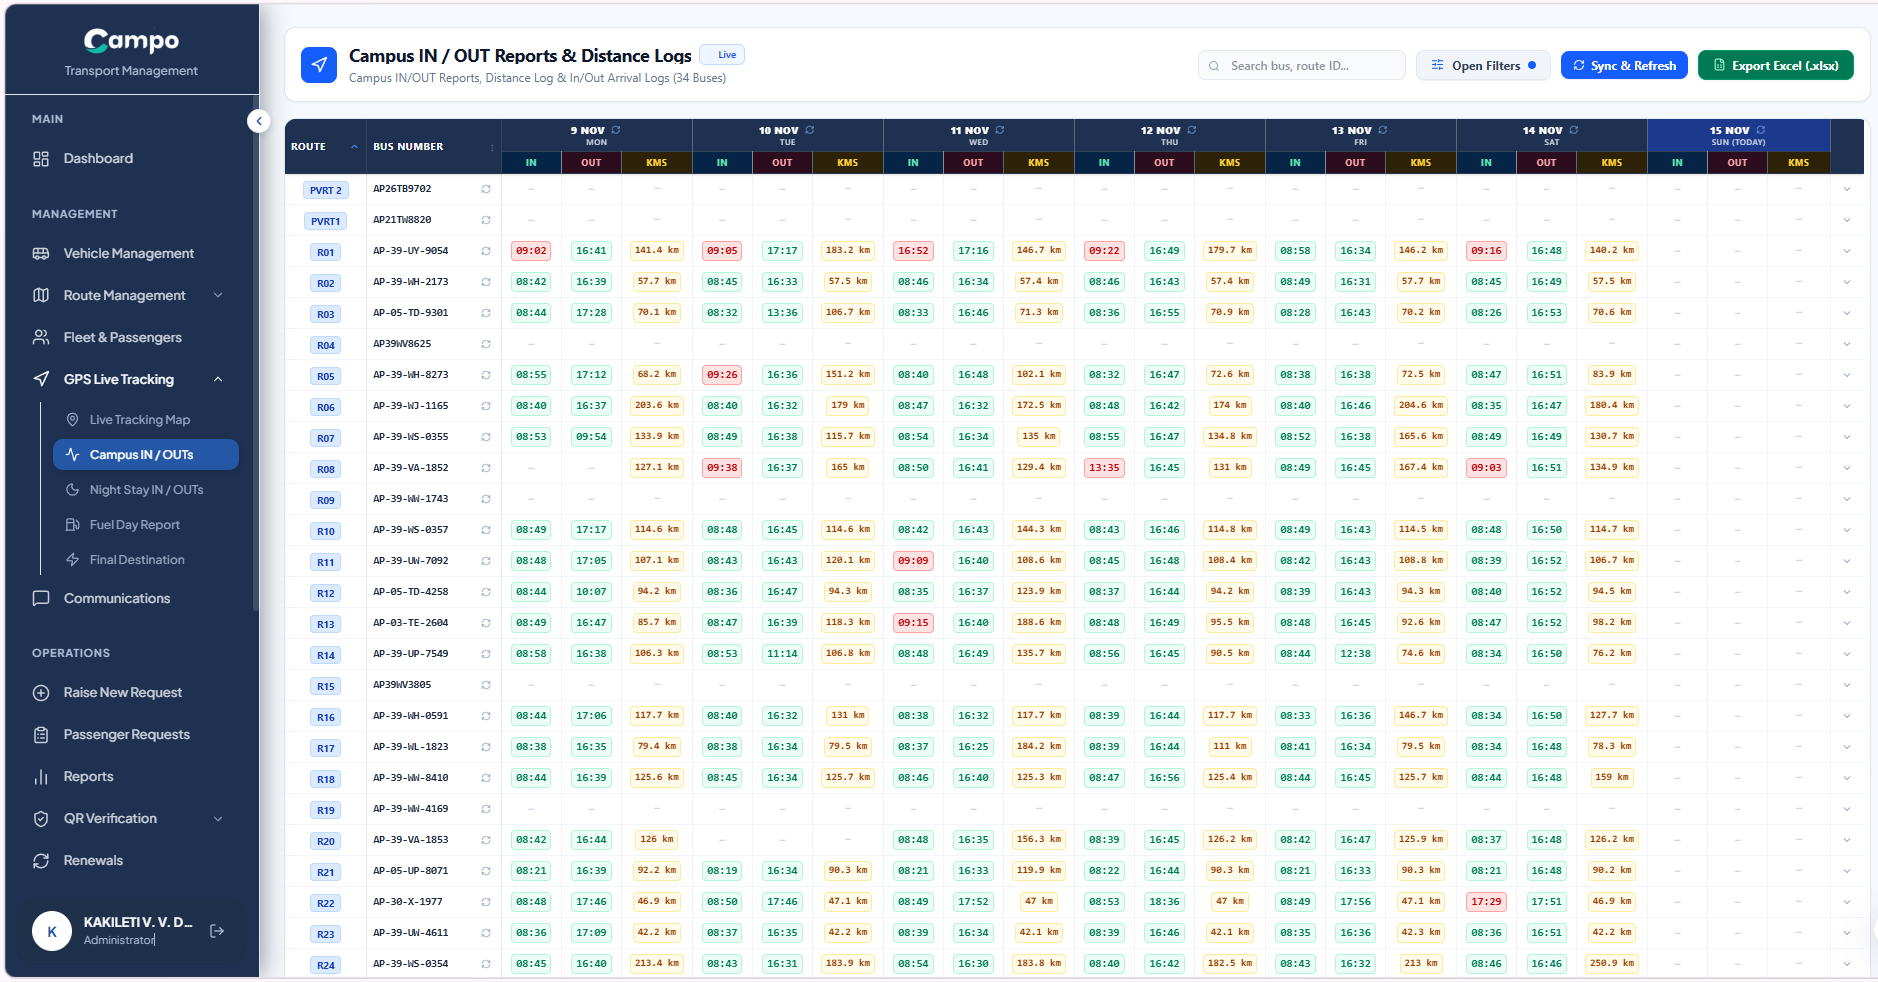 Campo
Transport Management
MAIN
Dashboard
MANAGEMENT
Vehicle Management
Route Management
Fleet & Passengers
GPS Live Tracking
Live Tracking Map
Campus IN / OUTs
Night Stay IN / OUTs
Fuel Day Report
Final Destination
Communications
OPERATIONS
Raise New Request
Passenger Requests
Reports
QR Verification
Renewals
K
KAKILETI V. V. D...
Administrator
Campus IN / OUT Reports & Distance Logs Live
Campus IN/OUT Reports, Distance Log & In/Out Arrival Logs (34 Buses)
Search bus, route ID... Open Filters Sync & Refresh Export Excel (.xlsx)
ROUTE BUS NUMBER 9 NOV 10 NOV 11 NOV 12 NOV 13 NOV 14 NOV 15 NOV
MON TUE WED THU FRI SAT SUN (TODAY)
IN OUT KMS IN OUT KMS IN OUT KMS IN OUT KMS IN OUT KMS IN OUT KMS IN OUT KMS
PVRT 2 AP26TB9702 — — — — — — — — — — — — — — — — — — — — —
PVRT1 AP21TW8820 — — — — — — — — — — — — — — — — — — — — —
R01 AP-39-UY-9054 09:02 16:41 141.4 km 09:05 17:17 183.2 km 16:52 17:16 146.7 km 09:22 16:49 179.7 km 08:58 16:34 146.2 km 09:16 16:48 140.2 km — — —
R02 AP-39-WH-2173 08:42 16:39 57.7 km 08:45 16:33 57.5 km 08:46 16:34 57.4 km 08:46 16:43 57.4 km 08:49 16:31 57.7 km 08:45 16:49 57.5 km — — —
R03 AP-05-TD-9301 08:44 17:28 70.1 km 08:32 13:36 106.7 km 08:33 16:46 71.3 km 08:36 16:55 70.9 km 08:28 16:43 70.2 km 08:26 16:53 70.6 km — — —
R04 AP39WV8625 — — — — — — — — — — — — — — — — — — — — —
R05 AP-39-WH-8273 08:55 17:12 68.2 km 09:26 16:36 151.2 km 08:40 16:48 102.1 km 08:32 16:47 72.6 km 08:38 16:38 72.5 km 08:47 16:51 83.9 km — — —
R06 AP-39-WJ-1165 08:40 16:37 203.6 km 08:40 16:32 179 km 08:47 16:32 172.5 km 08:48 16:42 174 km 08:40 16:46 204.6 km 08:35 16:47 180.4 km — — —
R07 AP-39-WS-0355 08:53 09:54 133.9 km 08:49 16:38 115.7 km 08:54 16:34 135 km 08:55 16:47 134.8 km 08:52 16:38 165.6 km 08:49 16:49 130.7 km — — —
R08 AP-39-VA-1852 — — 127.1 km 09:38 16:37 165 km 08:50 16:41 129.4 km 13:35 16:45 131 km 08:49 16:45 167.4 km 09:03 16:51 134.9 km — — —
R09 AP-39-WW-1743 — — — — — — — — — — — — — — — — — — — — —
R10 AP-39-WS-0357 08:49 17:17 114.6 km 08:48 16:45 114.6 km 08:42 16:43 144.3 km 08:43 16:46 114.8 km 08:49 16:43 114.5 km 08:48 16:50 114.7 km — — —
R11 AP-39-UW-7092 08:48 17:05 107.1 km 08:43 16:43 120.1 km 09:09 16:40 108.6 km 08:45 16:48 108.4 km 08:42 16:43 108.8 km 08:39 16:52 106.7 km — — —
R12 AP-05-TD-4258 08:44 10:07 94.2 km 08:36 16:47 94.3 km 08:35 16:37 123.9 km 08:37 16:44 94.2 km 08:39 16:43 94.3 km 08:40 16:52 94.5 km — — —
R13 AP-03-TE-2604 08:49 16:47 85.7 km 08:47 16:39 118.3 km 09:15 16:40 188.6 km 08:48 16:49 95.5 km 08:48 16:45 92.6 km 08:47 16:52 98.2 km — — —
R14 AP-39-UP-7549 08:58 16:38 106.3 km 08:53 11:14 106.8 km 08:48 16:49 135.7 km 08:56 16:45 90.5 km 08:44 12:38 74.6 km 08:34 16:50 76.2 km — — —
R15 AP39WV3805 — — — — — — — — — — — — — — — — — — — — —
R16 AP-39-WH-0591 08:44 17:06 117.7 km 08:40 16:32 131 km 08:38 16:32 117.7 km 08:39 16:44 117.7 km 08:33 16:36 146.7 km 08:34 16:50 127.7 km — — —
R17 AP-39-WL-1823 08:38 16:35 79.4 km 08:38 16:34 79.5 km 08:37 16:25 184.2 km 08:39 16:44 111 km 08:41 16:34 79.5 km 08:34 16:48 78.3 km — — —
R18 AP-39-WW-8410 08:44 16:39 125.6 km 08:45 16:34 125.7 km 08:46 16:40 125.3 km 08:47 16:56 125.4 km 08:44 16:45 125.7 km 08:44 16:48 159 km — — —
R19 AP-39-WW-4169 — — — — — — — — — — — — — — — — — — — — —
R20 AP-39-VA-1853 08:42 16:44 126 km — — — 08:48 16:35 156.3 km 08:39 16:45 126.2 km 08:42 16:47 125.9 km 08:37 16:48 126.2 km — — —
R21 AP-05-UP-8071 08:21 16:39 92.2 km 08:19 16:34 90.3 km 08:21 16:33 119.9 km 08:22 16:44 90.3 km 08:21 16:33 90.3 km 08:21 16:48 90.2 km — — —
R22 AP-30-X-1977 08:48 17:46 46.9 km 08:50 17:46 47.1 km 08:49 17:52 47 km 08:53 18:36 47 km 08:49 17:56 47.1 km 17:29 17:51 46.9 km — — —
R23 AP-39-UW-4611 08:36 17:09 42.2 km 08:37 16:35 42.2 km 08:39 16:34 42.1 km 08:39 16:46 42.1 km 08:35 16:36 42.3 km 08:36 16:51 42.2 km — — —
R24 AP-39-WS-0354 08:45 16:40 213.4 km 08:43 16:31 183.9 km 08:54 16:30 183.8 km 08:40 16:42 182.5 km 08:43 16:32 213 km 08:46 16:46 250.9 km — — —